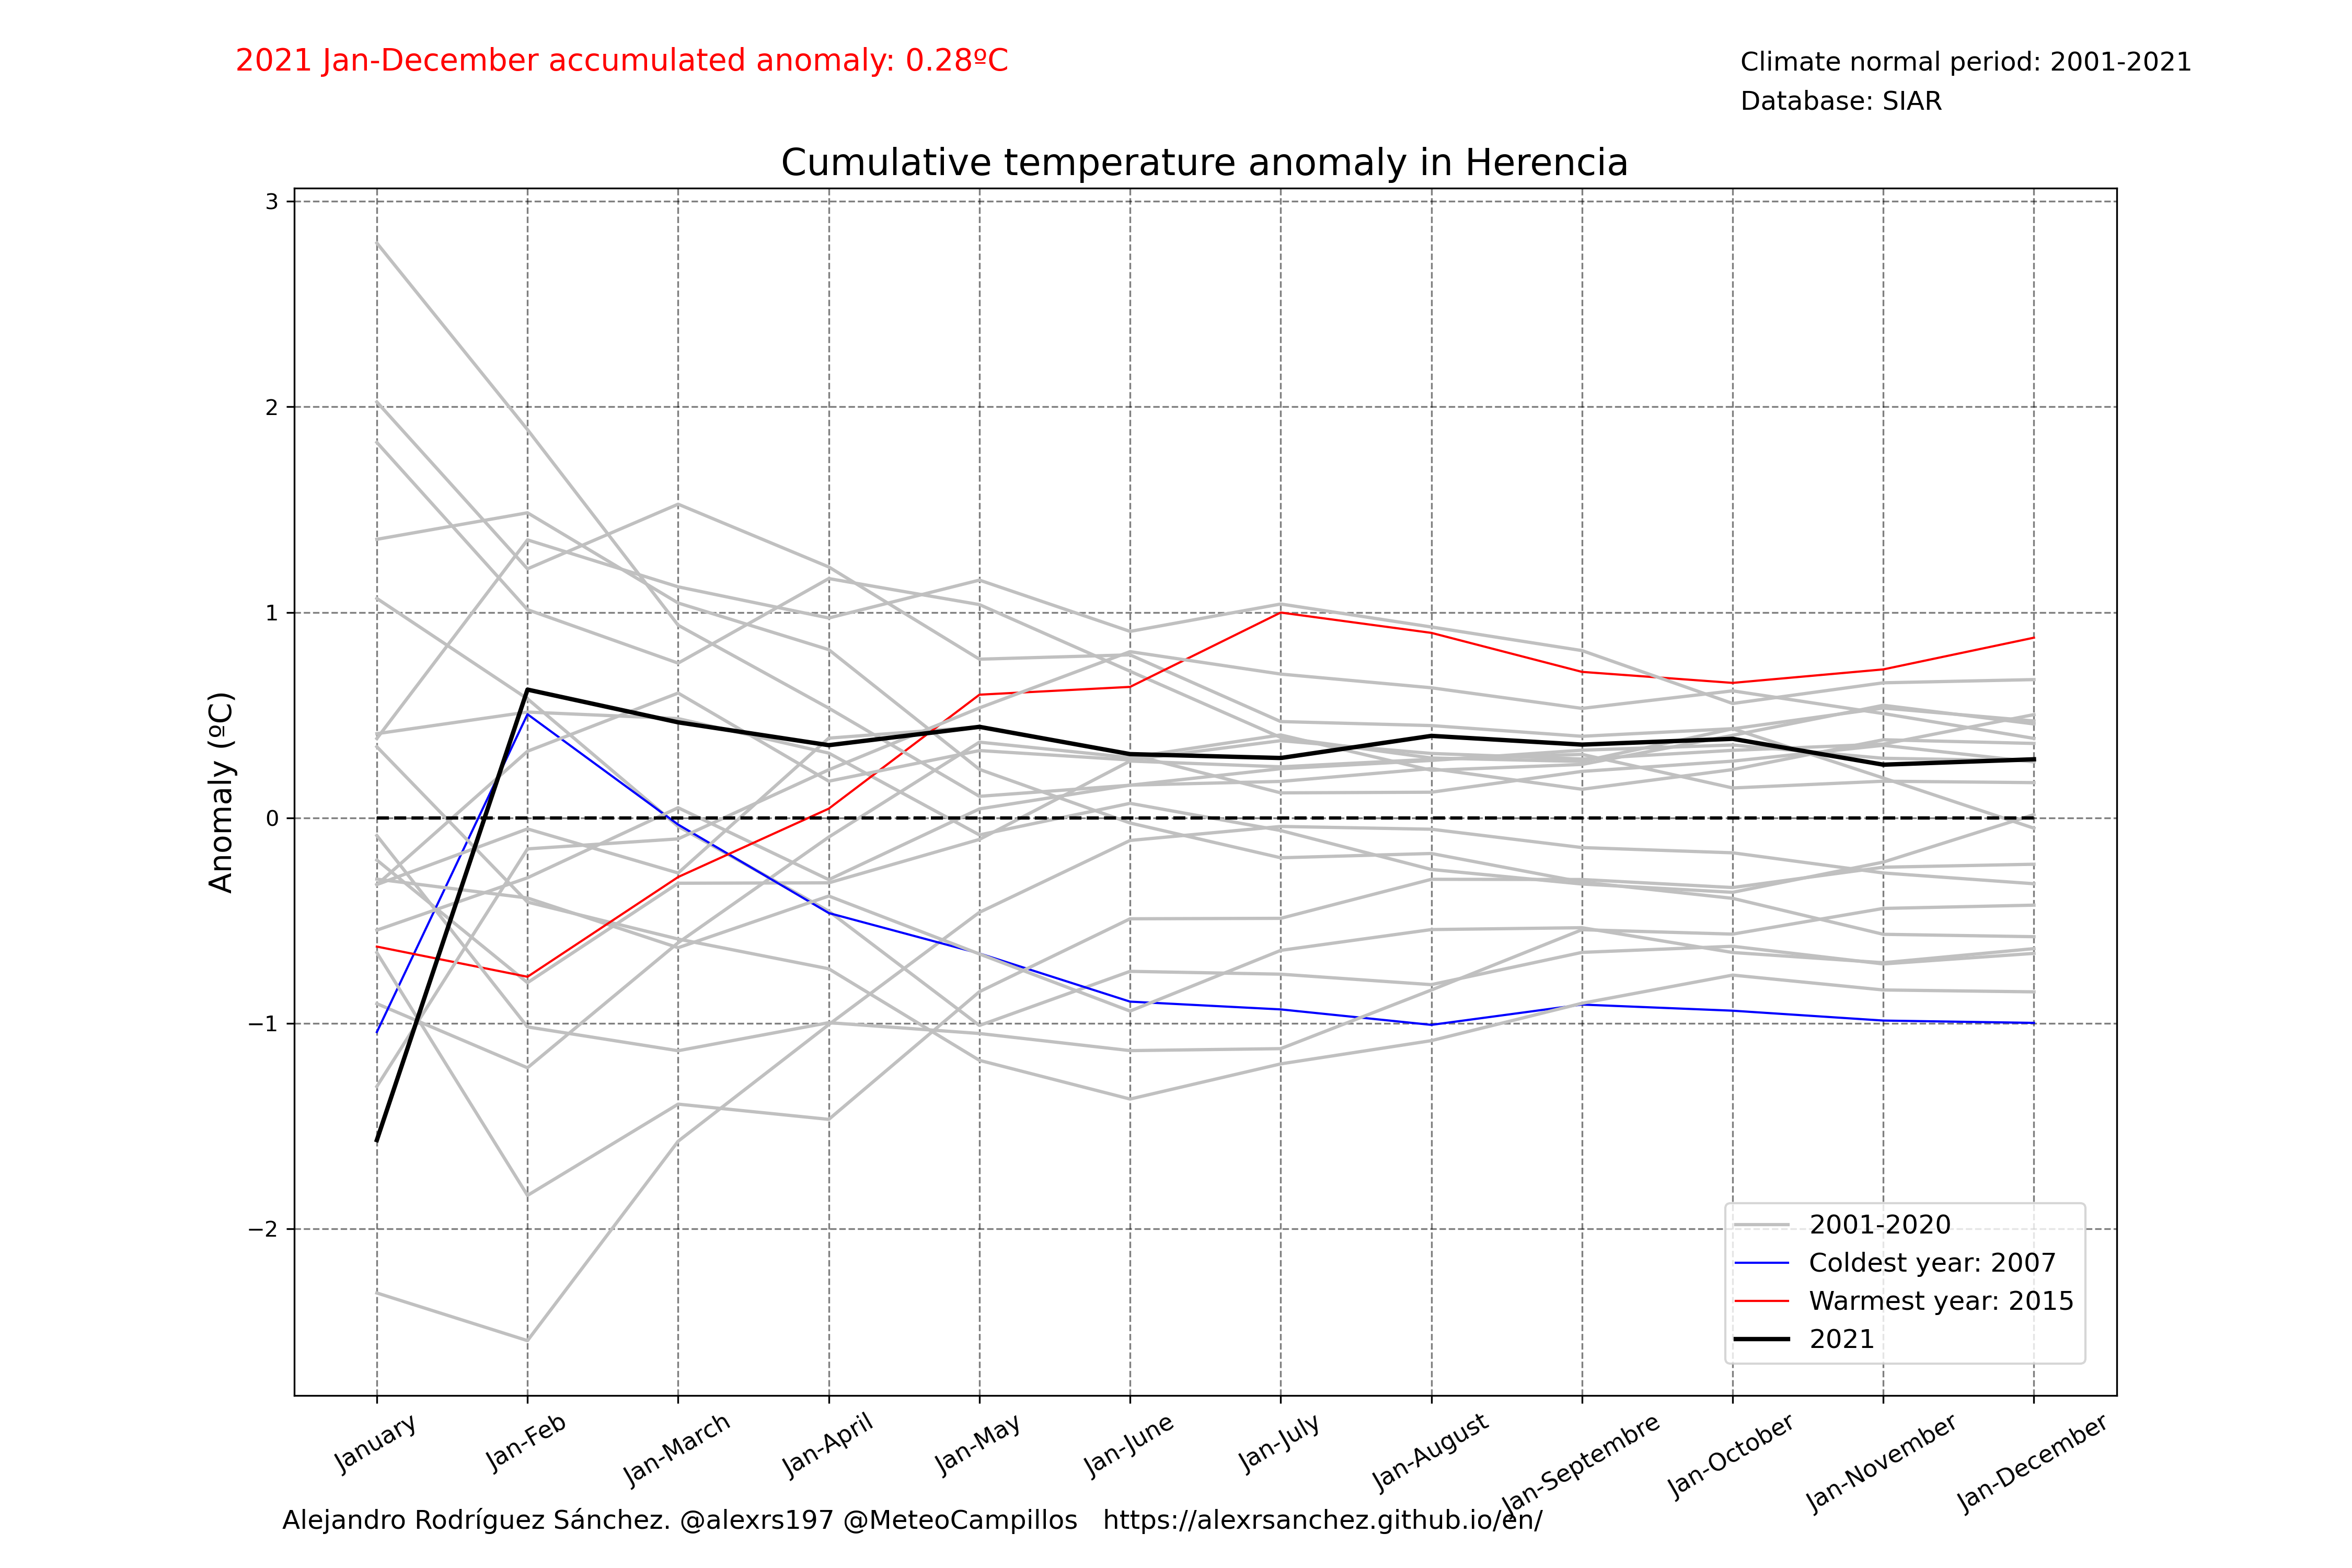 2021 Jan-December accumulated anomaly: 0.28ºC
Climate normal period: 2001-2021
Database: SIAR
Cumulative temperature anomaly in Herencia
Anomaly (ºC)
3
2
1
0
−1
−2
2001-2020
Coldest year: 2007
Warmest year: 2015
2021
January
Jan-Feb
Jan-March
Jan-April
Jan-May
Jan-June
Jan-July
Jan-August
Jan-Septembre
Jan-October
Jan-November
Jan-December
Alejandro Rodríguez Sánchez. @alexrs197 @MeteoCampillos   https://alexrsanchez.github.io/en/